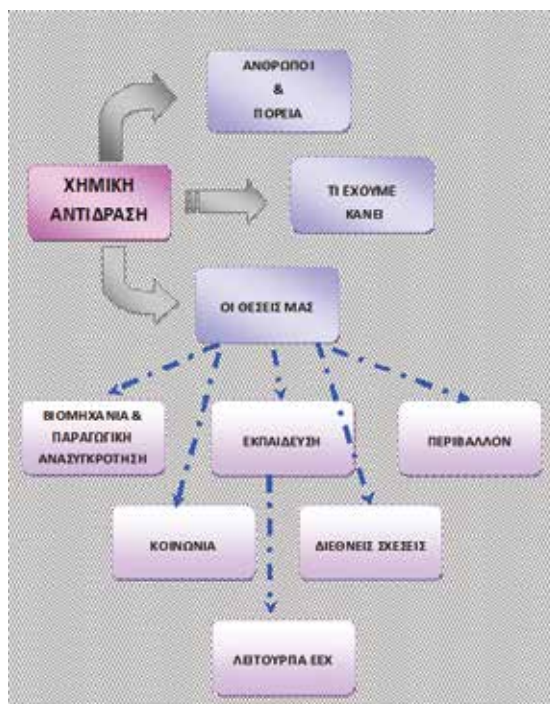 ΑΝΘΡΩΠΟΙ
&
ΠΟΡΕΙΑ
ΧΗΜΙΚΗ
ΑΝΤΙΔΡΑΣΗ
ΤΙ ΕΧΟΥΜΕ
ΚΑΝΕΙ
ΟΙ ΘΕΣΕΙΣ ΜΑΣ
ΒΙΟΜΗΧΑΝΙΑ &
ΠΑΡΑΓΩΓΙΚΗ
ΑΝΑΣΥΓΚΡΟΤΗΣΗ
ΕΚΠΑΙΔΕΥΣΗ
ΠΕΡΙΒΑΛΛΟΝ
ΚΟΙΝΩΝΙΑ
ΔΙΕΘΝΕΙΣ ΣΧΕΣΕΙΣ
ΛΕΙΤΟΥΡΓΙΑ ΕΕΧ